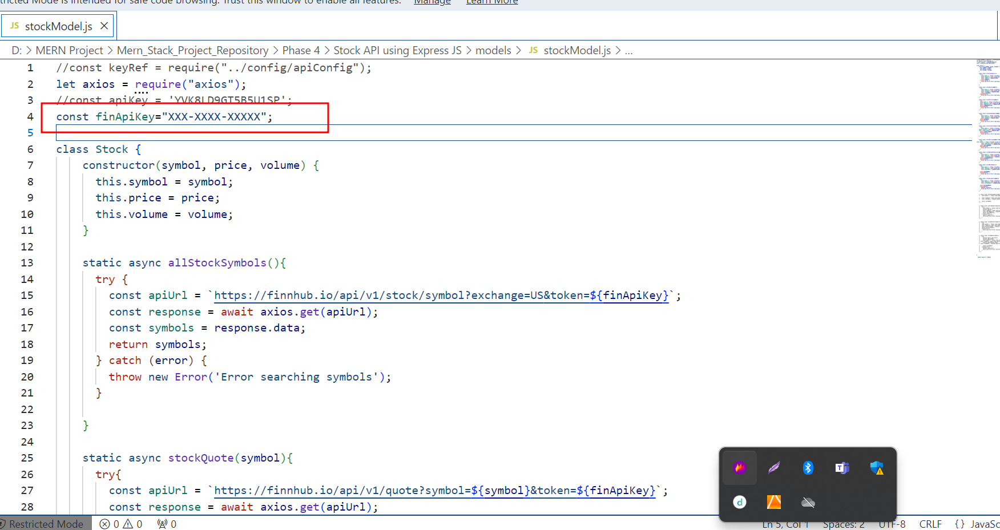 tricted Mode is intended for safe code browsing. Trust this window to enable all features. Manage Learn More
JS stockModel.js
D: > MERN Project > Mern_Stack_Project_Repository > Phase 4 > Stock API using Express JS > models > JS stockModel.js > ...
1 //const keyRef = require("../config/apiConfig");
2 let axios = require("axios");
3 //const apiKey = 'YVK8LD9GT5B5U1SP';
4 const finApiKey="XXX-XXXX-XXXXX";
5
6 class Stock {
7 constructor(symbol, price, volume) {
8 this.symbol = symbol;
9 this.price = price;
10 this.volume = volume;
11 }
12
13 static async allStockSymbols(){
14 try {
15 const apiUrl = `https://finnhub.io/api/v1/stock/symbol?exchange=US&token=${finApiKey}`;
16 const response = await axios.get(apiUrl);
17 const symbols = response.data;
18 return symbols;
19 } catch (error) {
20 throw new Error('Error searching symbols');
21 }
22
23 }
24
25 static async stockQuote(symbol){
26 try{
27 const apiUrl = `https://finnhub.io/api/v1/quote?symbol=${symbol}&token=${finApiKey}`;
28 const response = await axios.get(apiUrl);
Restricted Mode 0 0 0 Ln 5, Col 1 Spaces: 2 UTF-8 CRLF {} JavaSc